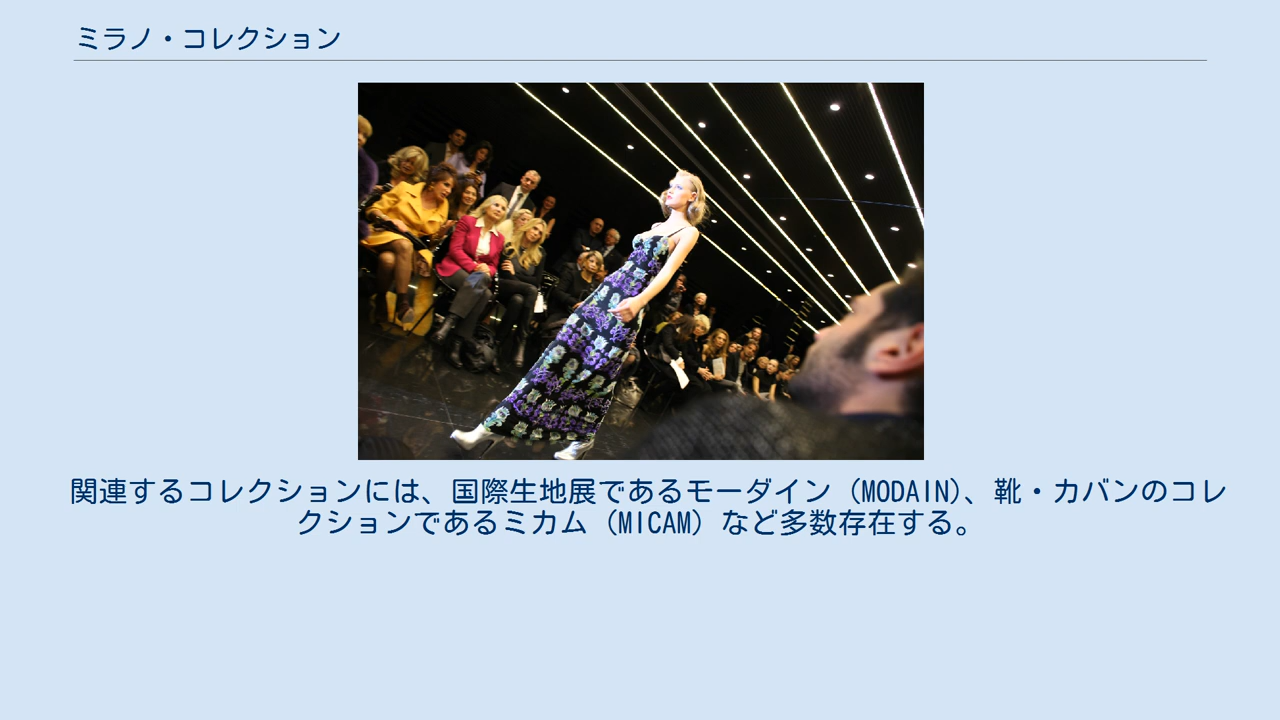 ミラノ・コレクション
関連するコレクションには、国際生地展であるモーダイン（MODAIN）、靴・カバンのコレ
クションであるミカム（MICAM）など多数存在する。